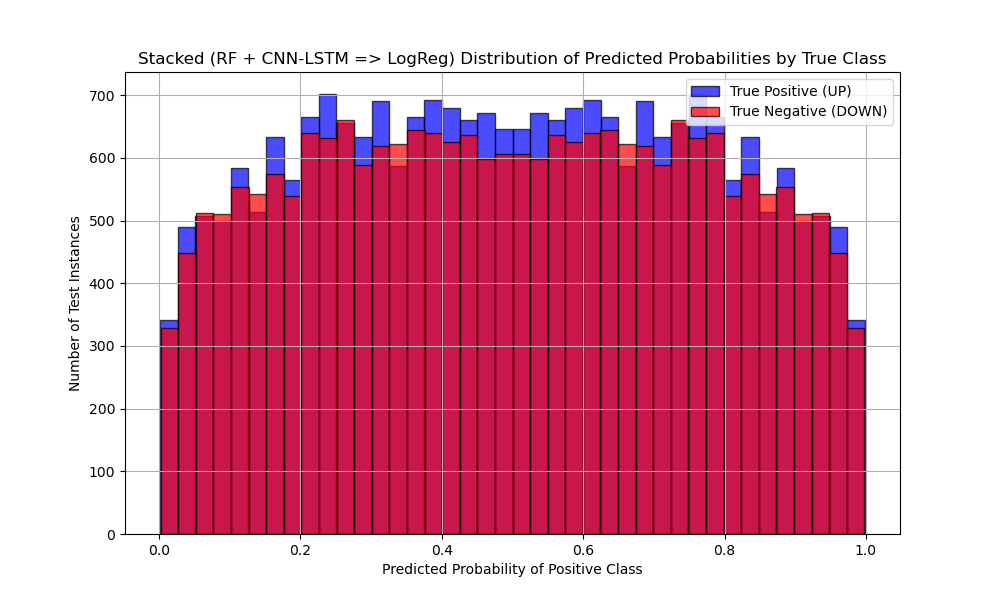 Stacked (RF + CNN-LSTM => LogReg) Distribution of Predicted Probabilities by True Class
True Positive (UP)
True Negative (DOWN)
Number of Test Instances
700
600
500
400
300
200
100
0
0.0 0.2 0.4 0.6 0.8 1.0
Predicted Probability of Positive Class